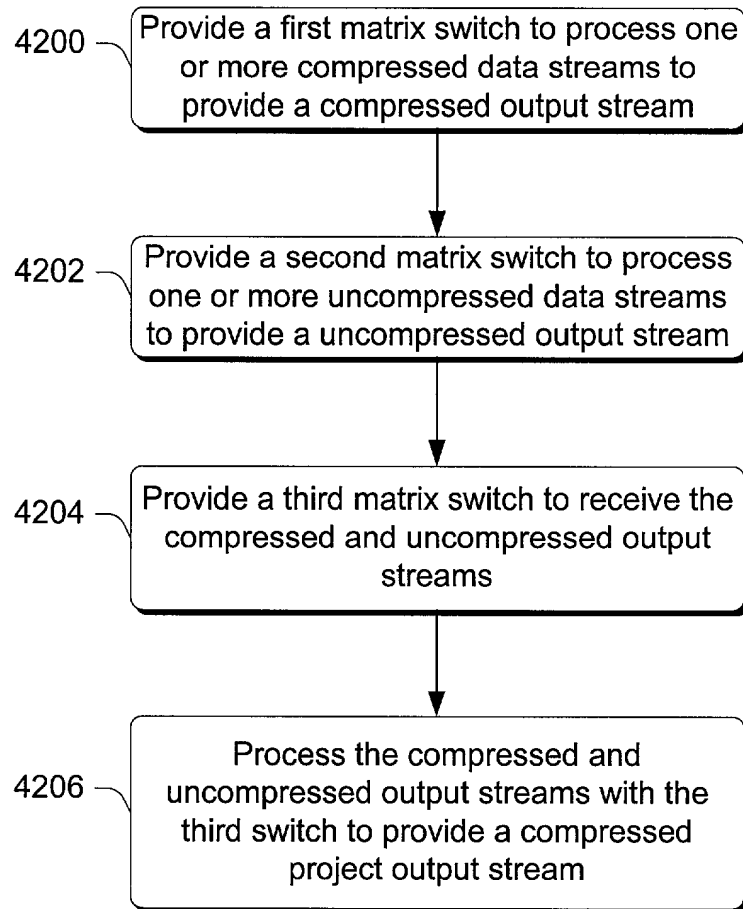 4200
Provide a first matrix switch to process one
or more compressed data streams to
provide a compressed output stream
4202
Provide a second matrix switch to process
one or more uncompressed data streams
to provide a uncompressed output stream
4204
Provide a third matrix switch to receive the
compressed and uncompressed output
streams
4206
Process the compressed and
uncompressed output streams with the
third switch to provide a compressed
project output stream